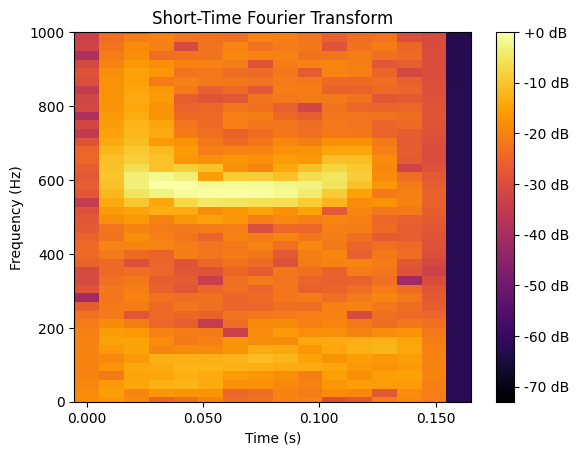 Short-Time Fourier Transform
1000
800
600
400
200
0
Frequency (Hz)
0.000
0.050
0.100
0.150
Time (s)
+0 dB
-10 dB
-20 dB
-30 dB
-40 dB
-50 dB
-60 dB
-70 dB